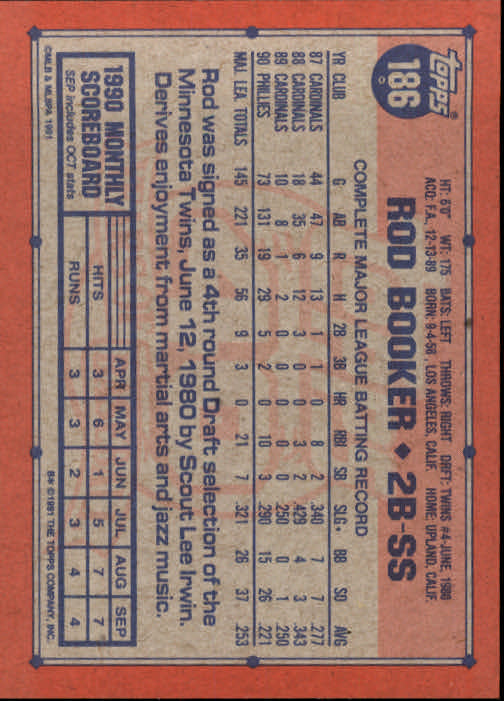 TOPPS®
186
ROD BOOKER ♦ 2B-SS
HT: 6'0" WT: 175 BATS: LEFT THROWS: RIGHT DRFT: TWINS #4-JUNE, 1980
ACQ: F.A., 12-13-89 BORN: 9-4-58, LOS ANGELES, CALIF. HOME: UPLAND, CALIF.
COMPLETE MAJOR LEAGUE BATTING RECORD
YR CLUB G AB R H 2B 3B HR RBI SB SLG BB SO AVG
87 CARDINALS 44 47 9 13 1 1 0 8 2 .340 7 7 .277
88 CARDINALS 18 35 6 12 3 0 0 3 2 .429 4 3 .343
89 CARDINALS 10 8 1 2 0 0 0 0 0 .250 0 1 .250
90 PHILLIES 73 131 19 29 5 2 0 10 3 .290 15 26 .221
MAJ. LEA. TOTALS 145 221 35 56 9 3 0 21 7 .321 26 37 .253
Rod was signed as a 4th round Draft selection of the
Minnesota Twins, June 12, 1980 by Scout Lee Irwin.
Derives enjoyment from martial arts and jazz music.
1990 MONTHLY
SCOREBOARD
SEP includes OCT stats
APR MAY JUN JUL AUG SEP
HITS 3 6 1 5 7 7
RUNS 3 3 2 3 4 4
©MLB & MLBPA 1991
B* ©1991 THE TOPPS COMPANY, INC.